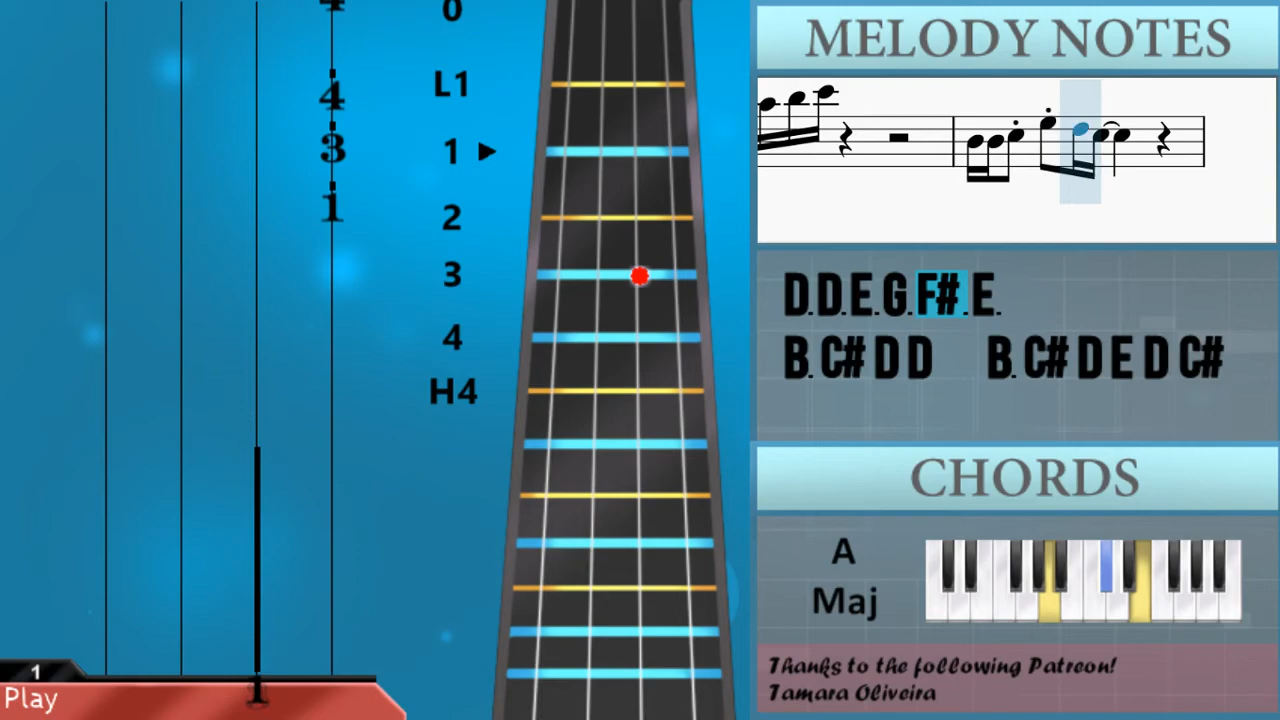 4
4
3
1
0
L1
1
2
3
4
H4
1
Play
1
MELODY NOTES
D.D.E.G.F#.E.
B.C# D D   B.C# D E D C#
CHORDS
A
Maj
Thanks to the following Patreon!
Tamara Oliveira